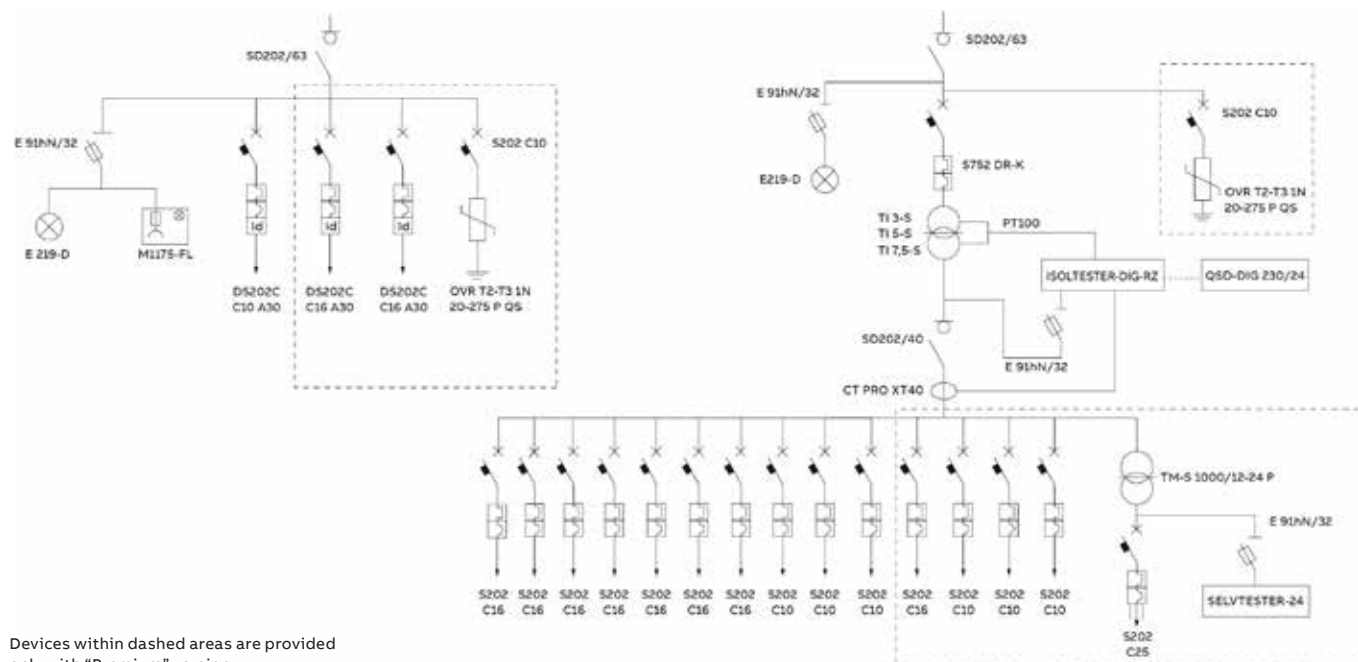 SD202/63
E 91hN/32
S202 C10
E 219-D
M1175-FL
DS202C
C10 A30
DS202C
C16 A30
DS202C
C16 A30
OVR T2-T3 1N
20-275 P QS
SD202/63
E 91hN/32
E219-D
S752 DR-K
S202 C10
OVR T2-T3 1N
20-275 P QS
TI 3-S
TI 5-S
TI 7,5-S
PT100
ISOLTESTER-DIG-RZ
QSD-DIG 230/24
SD202/40
E 91hN/32
CT PRO XT40
TM-S 1000/12-24 P
E 91hN/32
SELVTESTER-24
S202
C16
S202
C16
S202
C16
S202
C16
S202
C16
S202
C16
S202
C10
S202
C10
S202
C10
S202
C16
S202
C10
S202
C10
S202
C10
S202
C25
Devices within dashed areas are provided